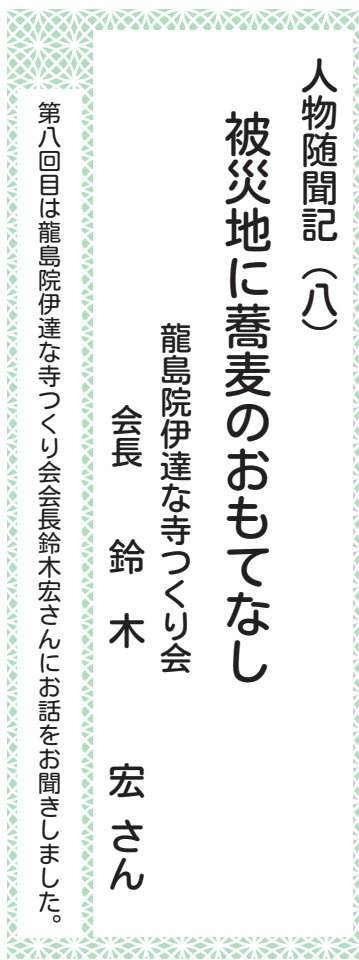 人物随聞記（八）
被災地に蕎麦のおもてなし
龍島院伊達な寺つくり会
会長　鈴木　宏さん
第八回目は龍島院伊達な寺つくり会会長鈴木宏さんにお話をお聞きしました。